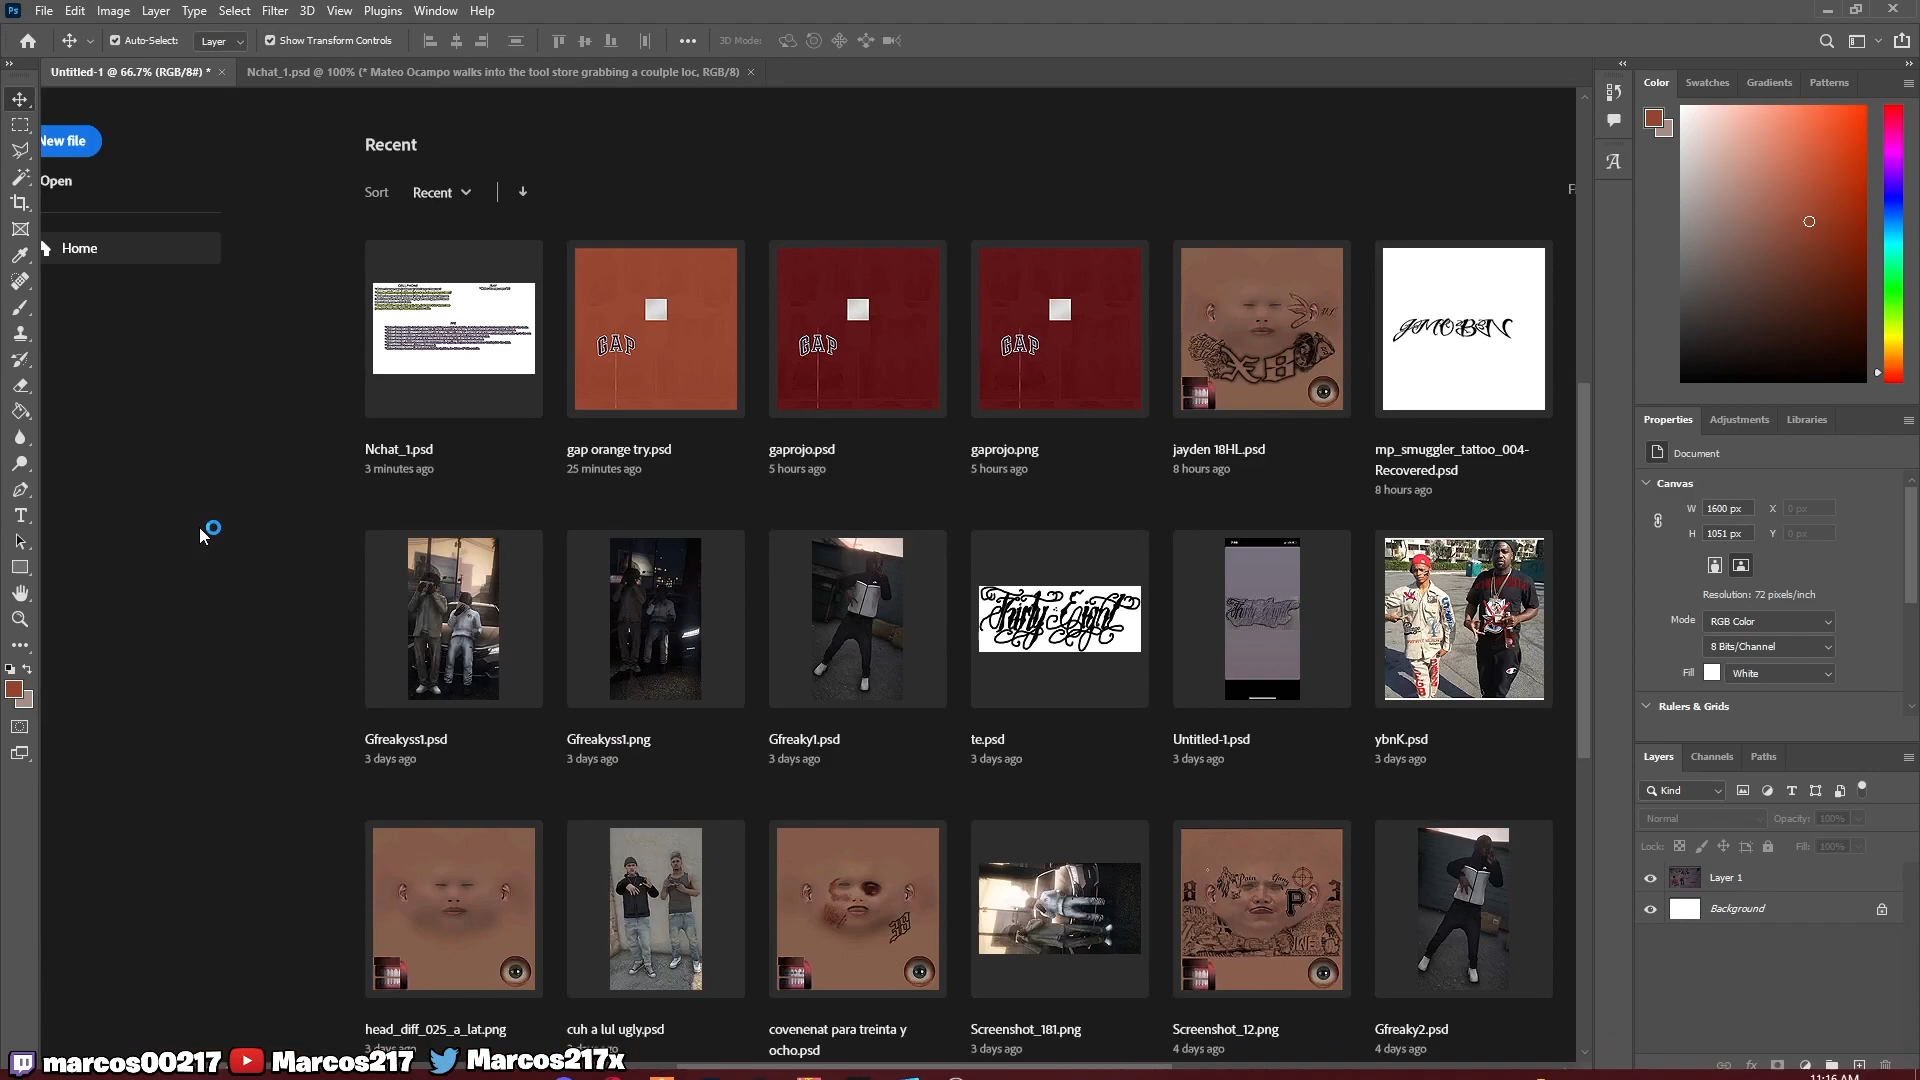 Ps File Edit Image Layer Type Select Filter 3D View Plugins Window Help
Auto-Select: Layer Show Transform Controls 3D Mode:
Untitled-1 @ 66.7% (RGB/8#) * × Nchat_1.psd @ 100% (* Mateo Ocampo walks into the tool store grabbing a coulple loc, RGB/8) ×
Color Swatches Gradients Patterns
New file
Open
Home
Recent
Sort Recent
GAP GAP GAP
Nchat_1.psd
3 minutes ago
gap orange try.psd
25 minutes ago
gaprojo.psd
5 hours ago
gaprojo.png
5 hours ago
jayden 18HL.psd
8 hours ago
mp_smuggler_tattoo_004-
Recovered.psd
8 hours ago
Thirty Eight
Gfreakyss1.psd
3 days ago
Gfreakyss1.png
3 days ago
Gfreaky1.psd
3 days ago
te.psd
3 days ago
Untitled-1.psd
3 days ago
ybnK.psd
3 days ago
head_diff_025_a_lat.png
cuh a lul ugly.psd
covenenat para treinta y
ocho.psd
Screenshot_181.png
3 days ago
Screenshot_12.png
4 days ago
Gfreaky2.psd
4 days ago
Properties Adjustments Libraries
Document
Canvas
W 1600 px X 0 px
H 1051 px Y 0 px
Resolution: 72 pixels/inch
Mode RGB Color
8 Bits/Channel
Fill White
Rulers & Grids
Layers Channels Paths
Kind
Normal Opacity: 100%
Lock: Fill: 100%
Layer 1
Background
marcos00217 Marcos217 Marcos217x
11:16 AM